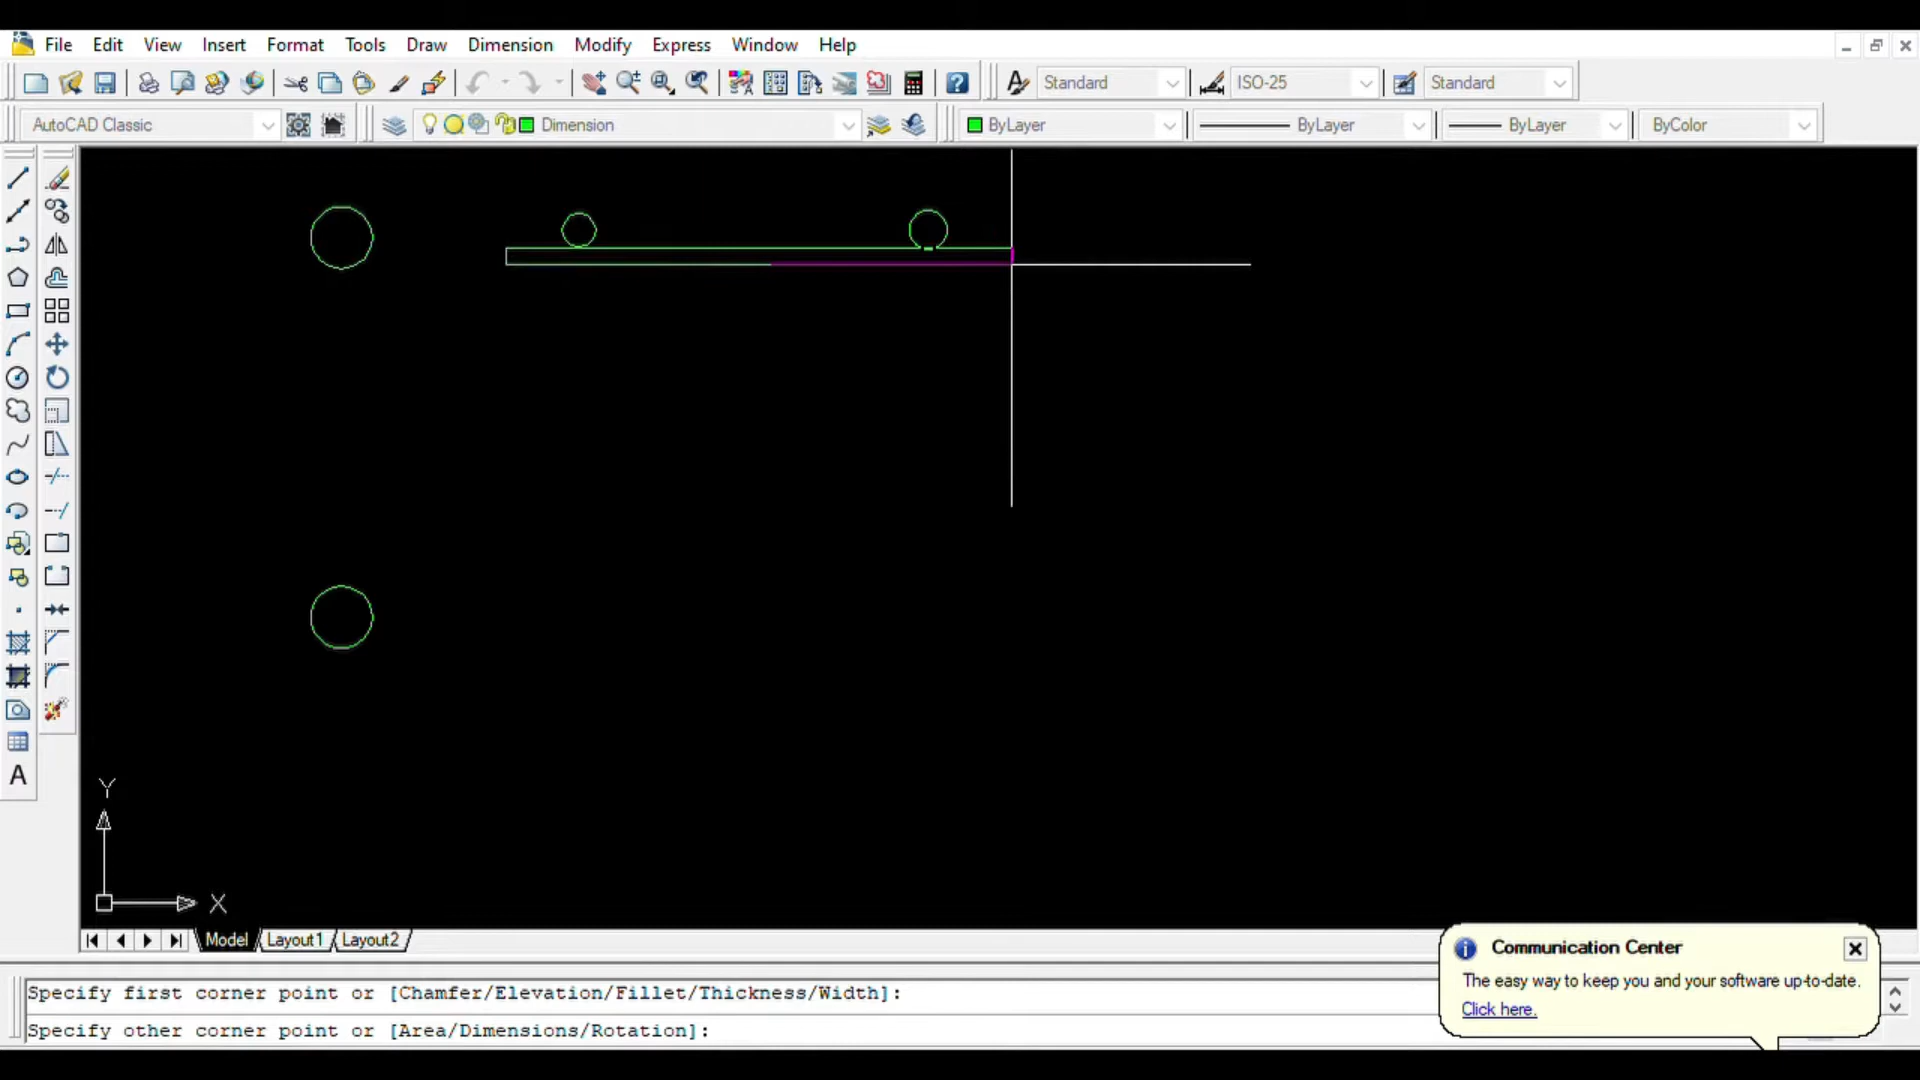 File Edit View Insert Format Tools Draw Dimension Modify Express Window Help
Standard ISO-25 Standard
AutoCAD Classic Dimension ByLayer ByLayer ByLayer ByColor
A
Y
X
Model Layout1 Layout2
Communication Center
The easy way to keep you and your software up-to-date.
Click here.
Specify first corner point or [Chamfer/Elevation/Fillet/Thickness/Width]:
Specify other corner point or [Area/Dimensions/Rotation]: